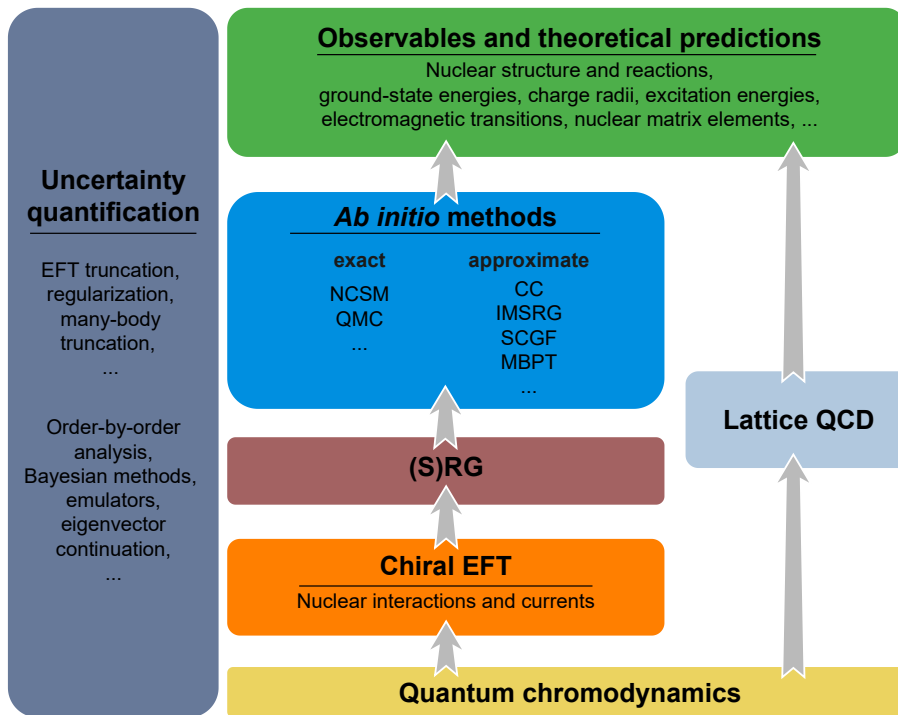 Uncertainty
quantification
EFT truncation,
regularization,
many-body
truncation,
...
Order-by-order
analysis,
Bayesian methods,
emulators,
eigenvector
continuation,
...
Observables and theoretical predictions
Nuclear structure and reactions,
ground-state energies, charge radii, excitation energies,
electromagnetic transitions, nuclear matrix elements, ...
Ab initio methods
exact
NCSM
QMC
...
approximate
CC
IMSRG
SCGF
MBPT
...
(S)RG
Chiral EFT
Nuclear interactions and currents
Lattice QCD
Quantum chromodynamics